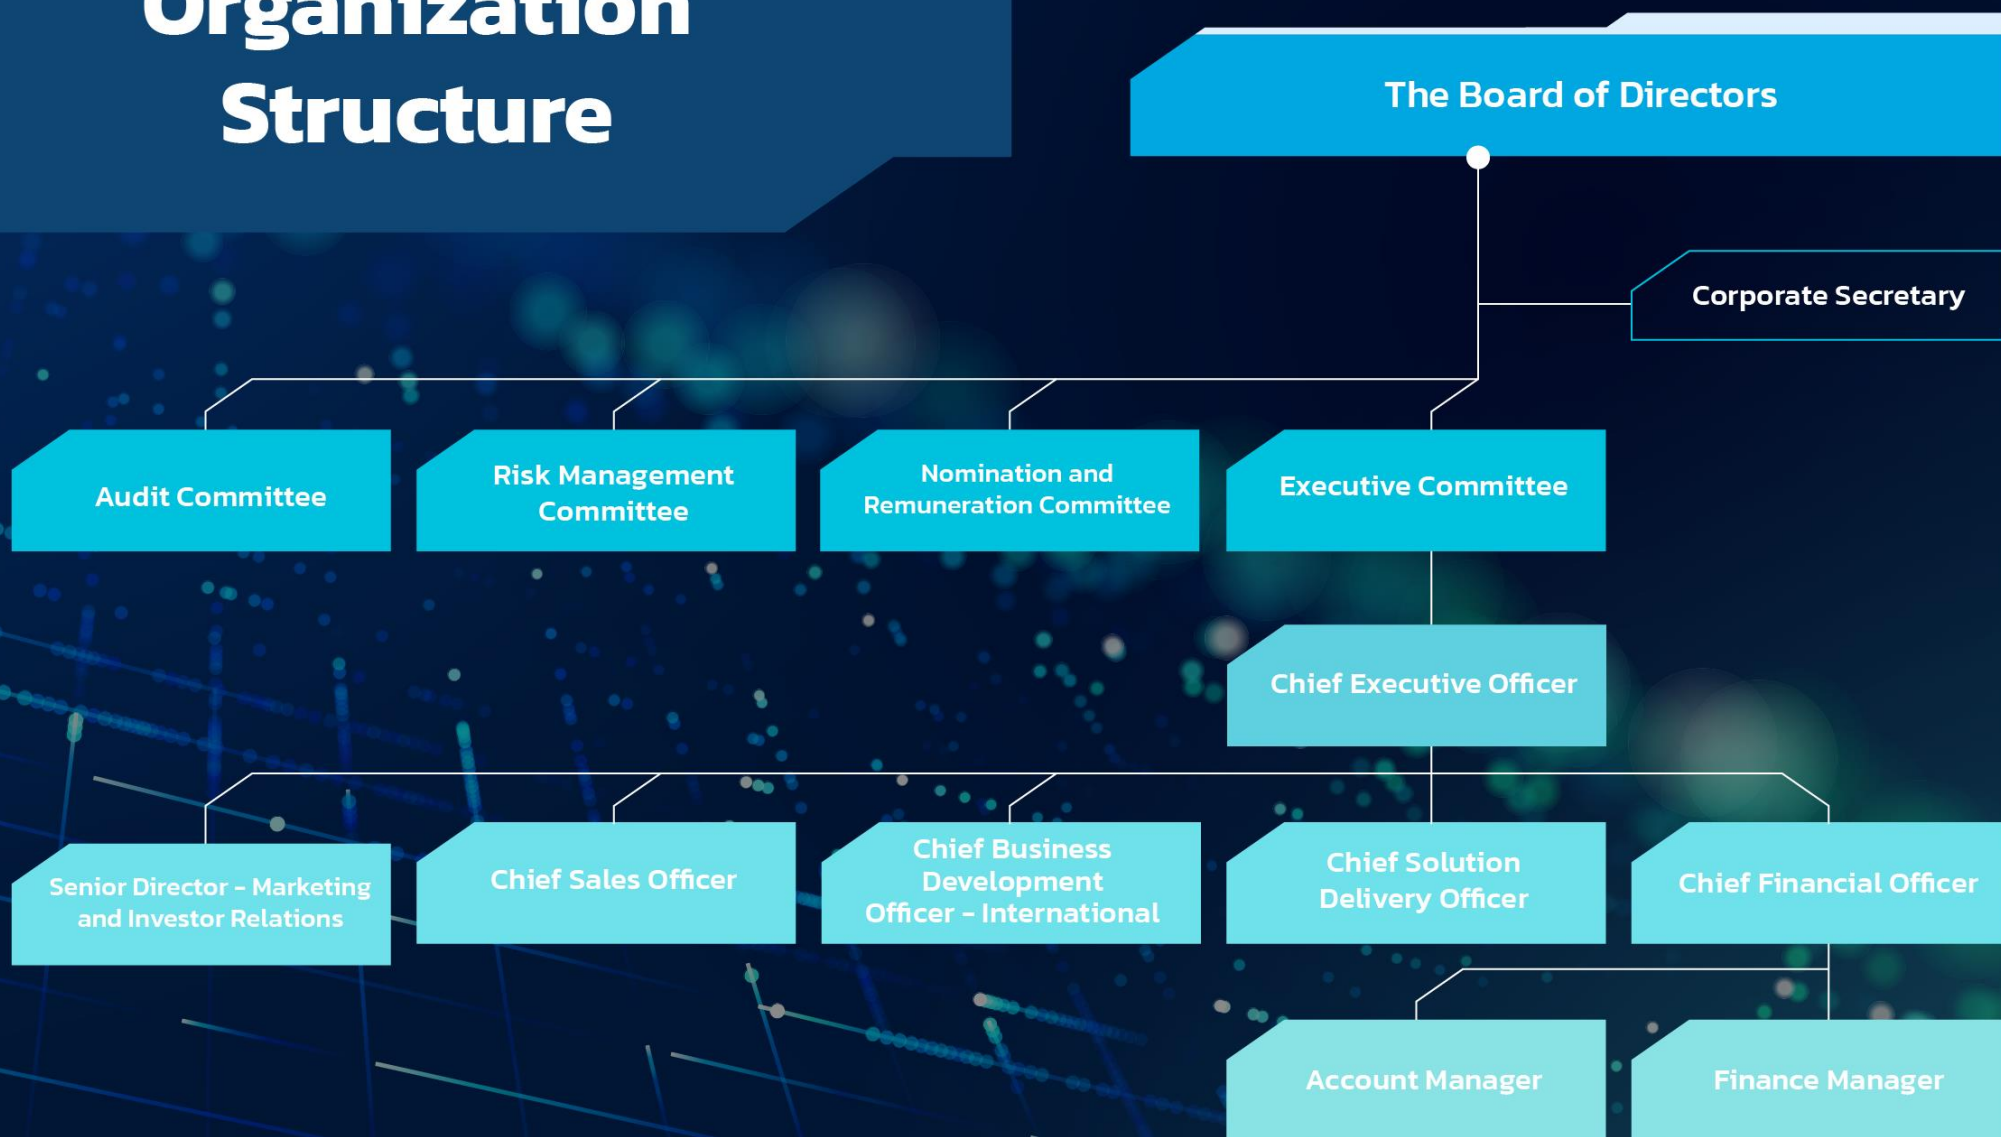 Organization
Structure
The Board of Directors
Corporate Secretary
Audit Committee
Risk Management
Committee
Nomination and
Remuneration Committee
Executive Committee
Chief Executive Officer
Senior Director - Marketing
and Investor Relations
Chief Sales Officer
Chief Business
Development
Officer - International
Chief Solution
Delivery Officer
Chief Financial Officer
Account Manager
Finance Manager